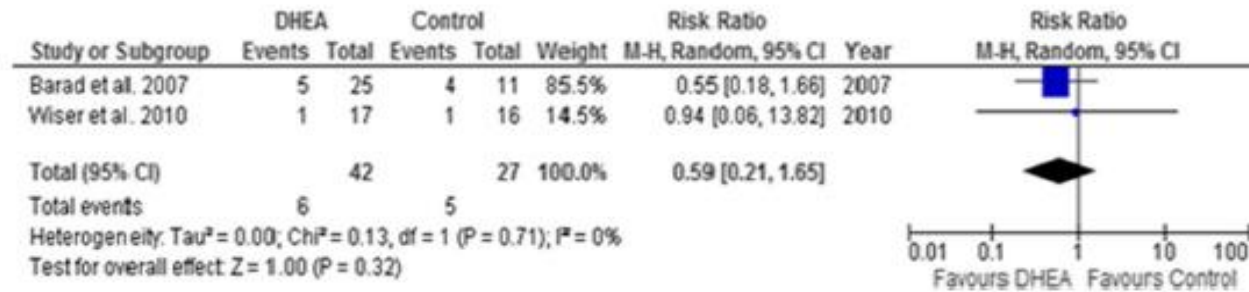 DHEA Control Risk Ratio Risk Ratio
Study or Subgroup Events Total Events Total Weight M-H, Random, 95% CI Year M-H, Random, 95% CI
Barad et all. 2007 5 25 4 11 85.5% 0.55 [0.18, 1.66] 2007
Wiser et al. 2010 1 17 1 16 14.5% 0.94 [0.06, 13.82] 2010
Total (95% CI) 42 27 100.0% 0.59 [0.21, 1.65]
Total events 6 5
Heterogeneity: Tau² = 0.00; Chi² = 0.13, df = 1 (P = 0.71); I² = 0%
Test for overall effect: Z = 1.00 (P = 0.32)
0.01 0.1 1 10 100
Favours DHEA Favours Control